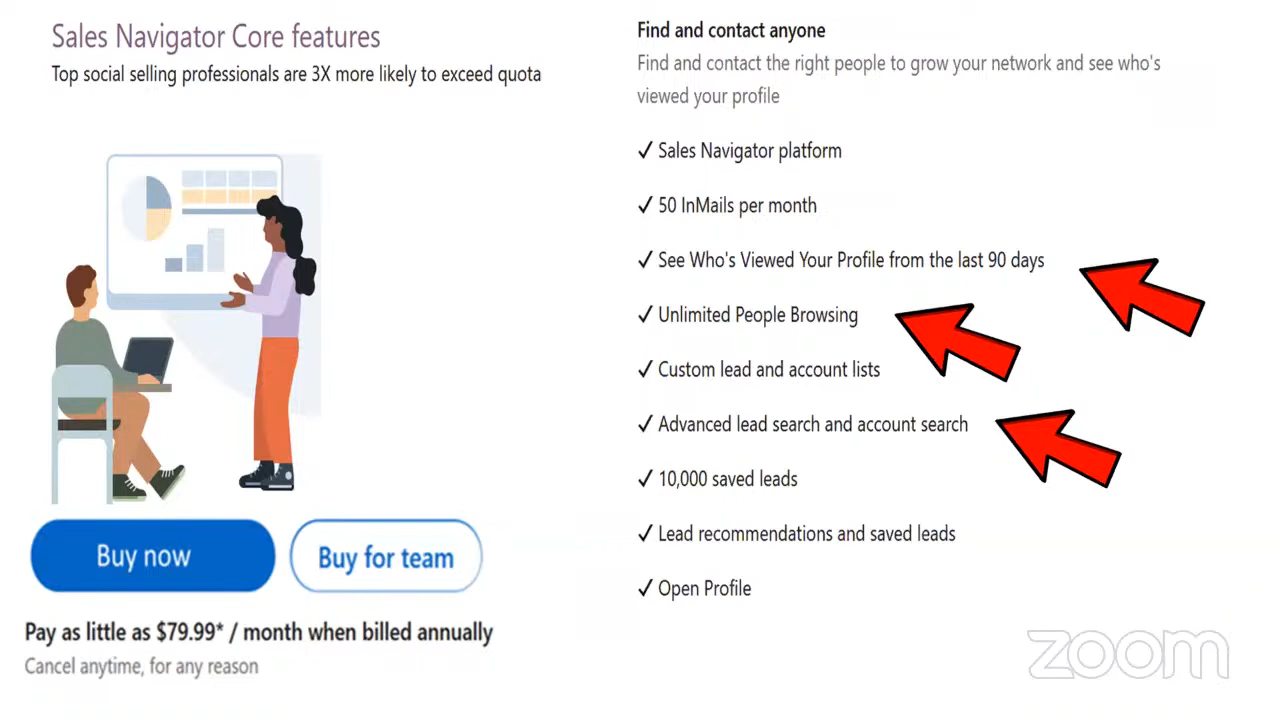 Sales Navigator Core features
Top social selling professionals are 3X more likely to exceed quota
Buy now
Buy for team
Pay as little as $79.99* / month when billed annually
Cancel anytime, for any reason
Find and contact anyone
Find and contact the right people to grow your network and see who's
viewed your profile
✓ Sales Navigator platform
✓ 50 InMails per month
✓ See Who's Viewed Your Profile from the last 90 days
✓ Unlimited People Browsing
✓ Custom lead and account lists
✓ Advanced lead search and account search
✓ 10,000 saved leads
✓ Lead recommendations and saved leads
✓ Open Profile
zoom